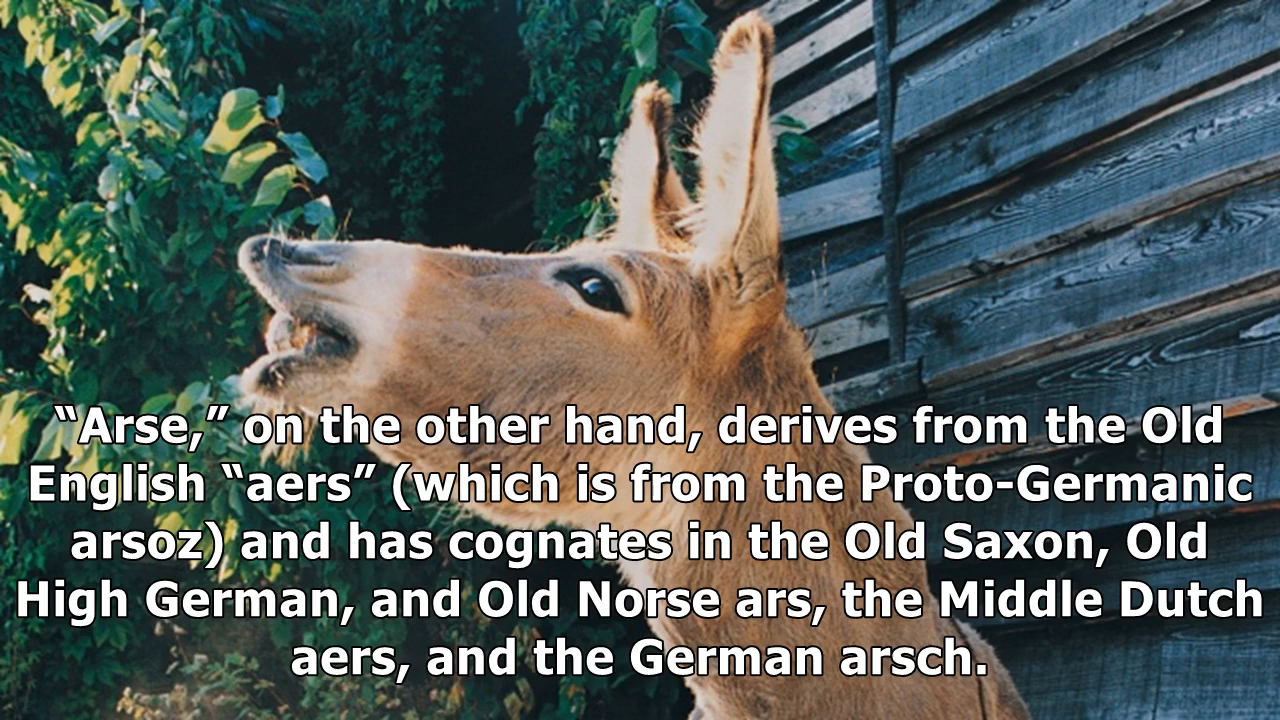 “Arse,” on the other hand, derives from the Old
English “aers” (which is from the Proto-Germanic
arsoz) and has cognates in the Old Saxon, Old
High German, and Old Norse ars, the Middle Dutch
aers, and the German arsch.